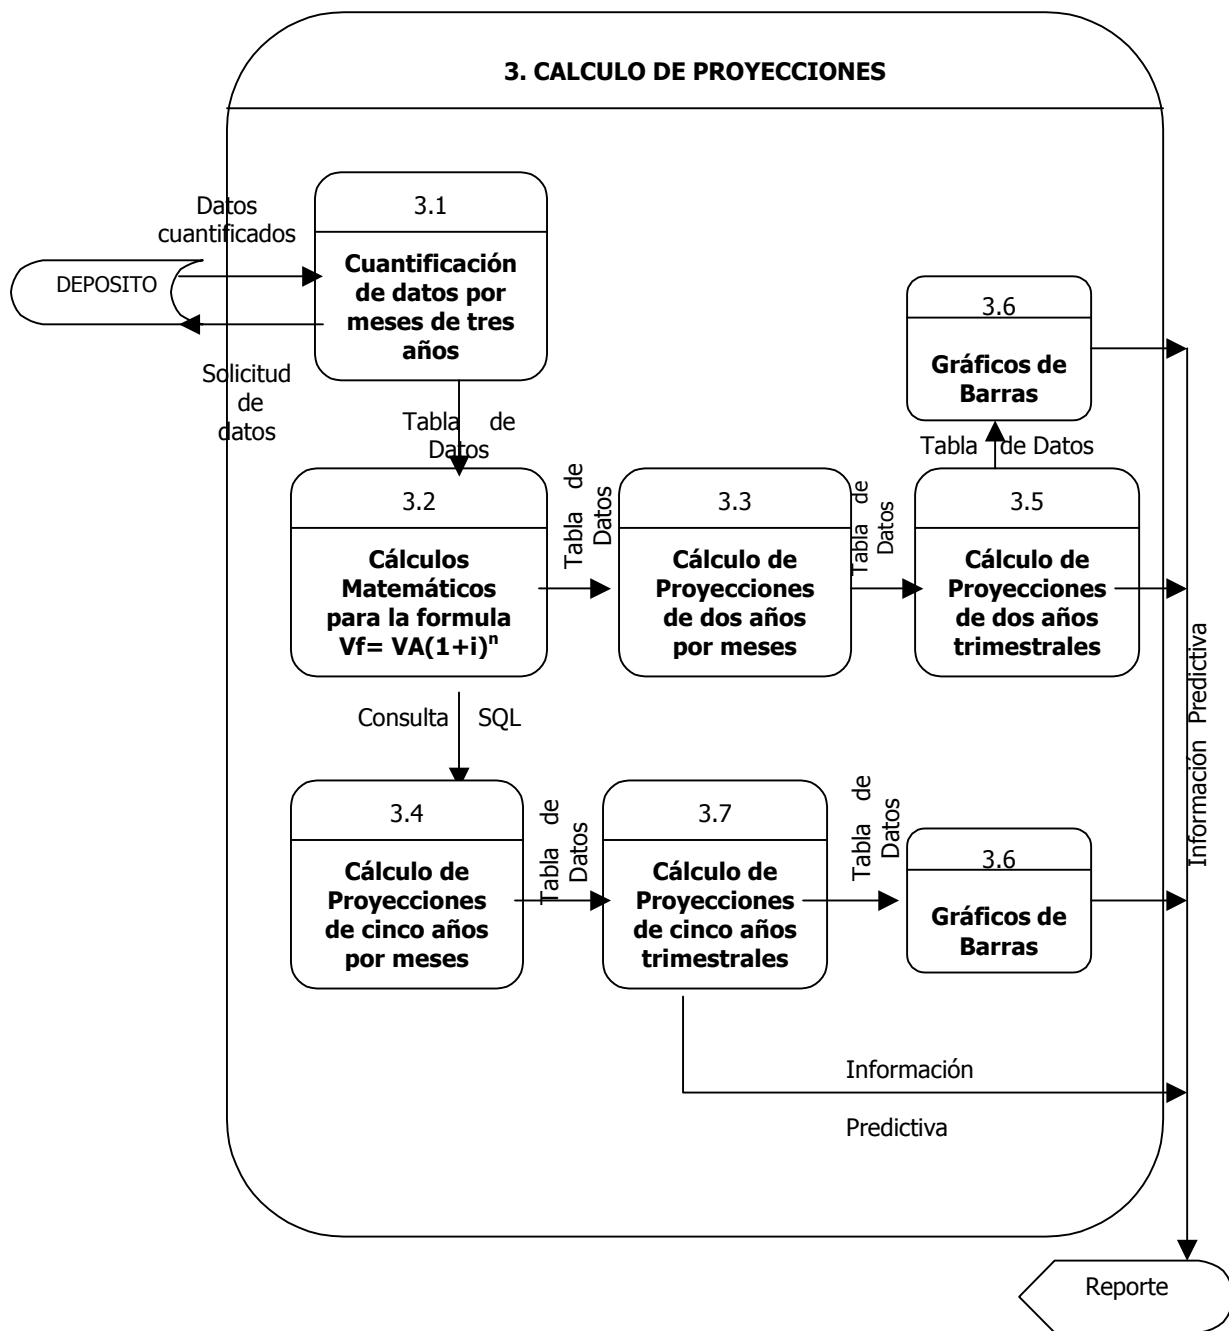 3. CALCULO DE PROYECCIONES
3.1
Cuantificación
de datos por
meses de tres
años
Datos
cuantificados
DEPOSITO
Solicitud
de
datos
Tabla de
Datos
3.6
Gráficos de
Barras
Tabla de Datos
3.2
Cálculos
Matemáticos
para la formula
Vf= VA(1+i)ⁿ
Tabla de
Datos
3.3
Cálculo de
Proyecciones
de dos años
por meses
Tabla de
Datos
3.5
Cálculo de
Proyecciones
de dos años
trimestrales
Consulta SQL
3.4
Cálculo de
Proyecciones
de cinco años
por meses
Tabla de
Datos
3.7
Cálculo de
Proyecciones
de cinco años
trimestrales
Tabla de
Datos
3.6
Gráficos de
Barras
Información Predictiva
Información
Predictiva
Reporte